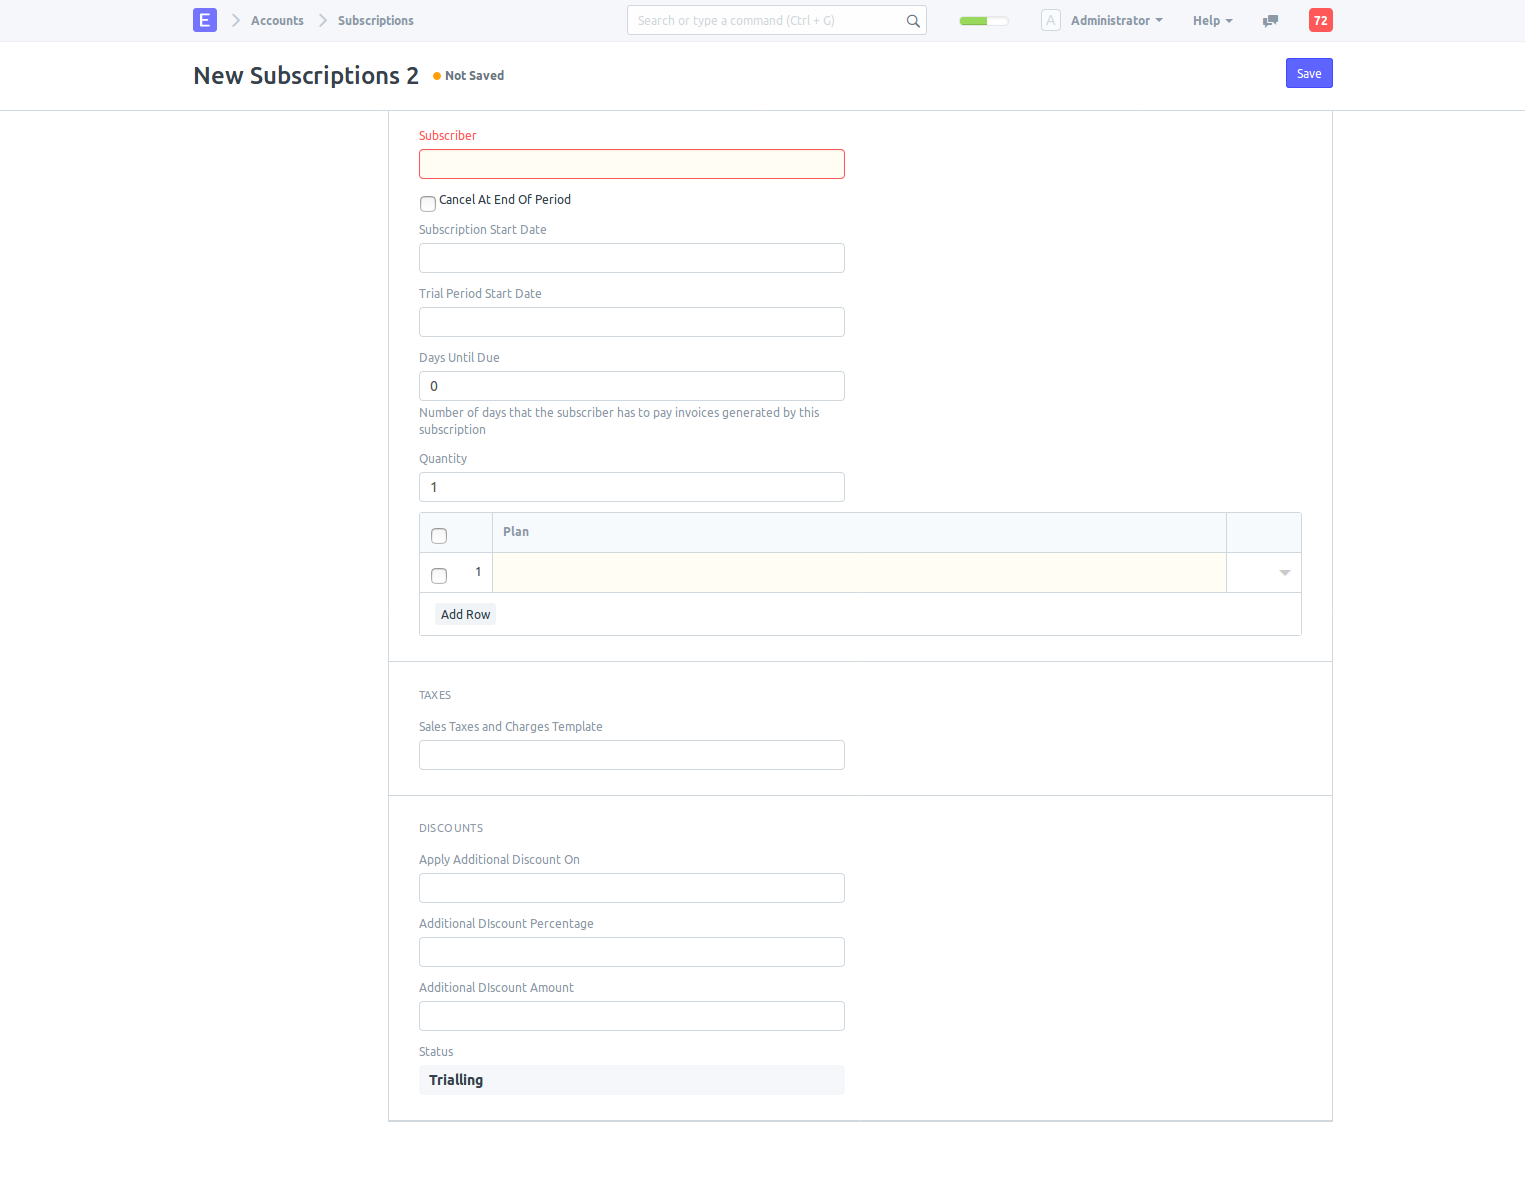 E Accounts Subscriptions Search or type a command (Ctrl + G) A Administrator Help 72
New Subscriptions 2 Not Saved Save
Subscriber
Cancel At End Of Period
Subscription Start Date
Trial Period Start Date
Days Until Due
0
Number of days that the subscriber has to pay invoices generated by this
subscription
Quantity
1
Plan
1
Add Row
TAXES
Sales Taxes and Charges Template
DISCOUNTS
Apply Additional Discount On
Additional DIscount Percentage
Additional DIscount Amount
Status
Trialling